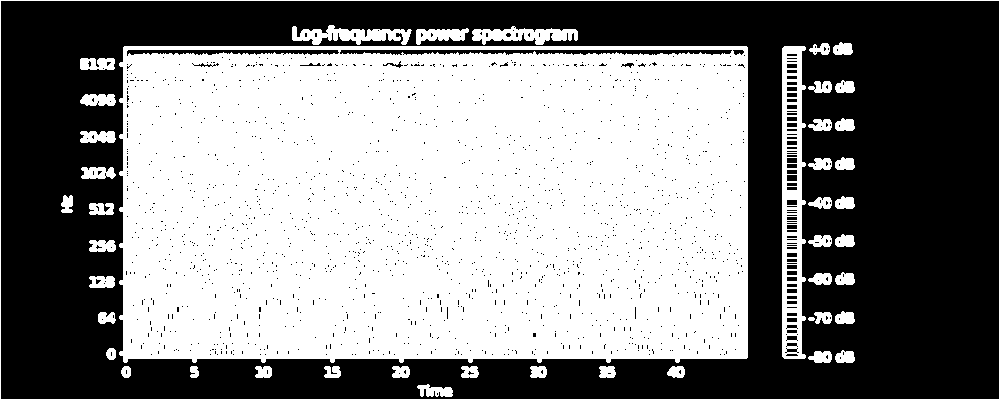 Log-frequency power spectrogram
+0 dB
8192
-10 dB
4096
-20 dB
2048
-30 dB
1024
-40 dB
Hz
512
-50 dB
256
-60 dB
128
-70 dB
64
-80 dB
0
0 5 10 15 20 25 30 35 40
Time